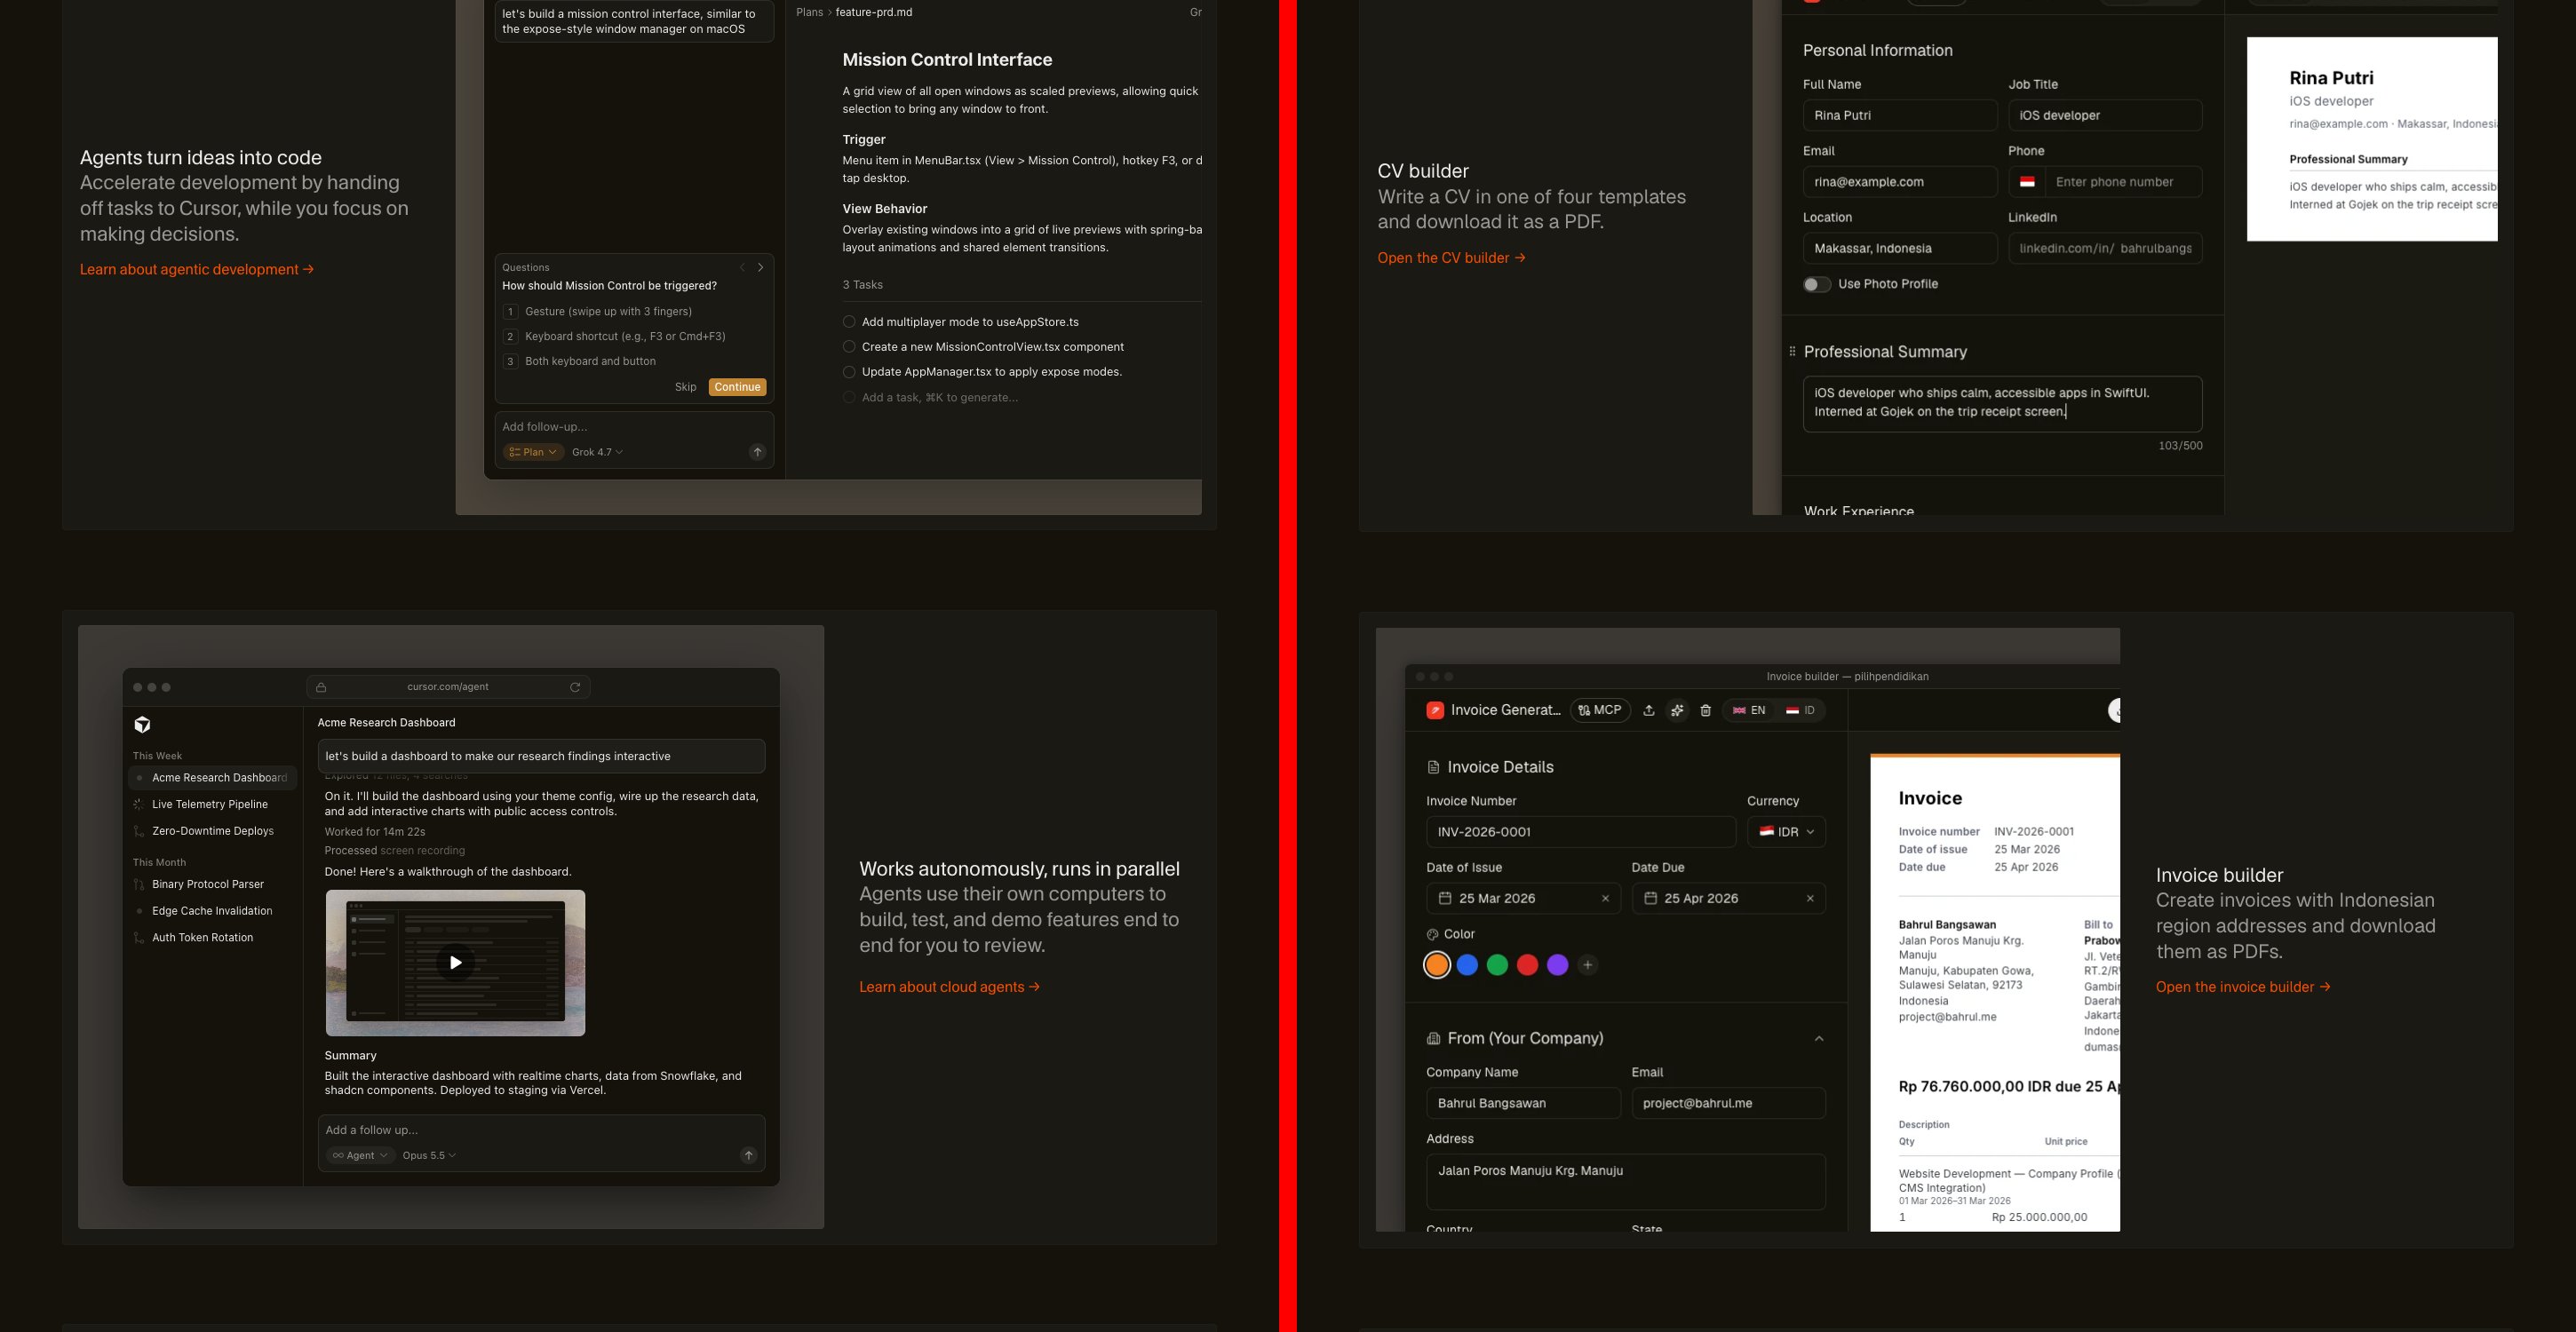 let's build a mission control interface, similar to
the expose-style window manager on macOS
Plans > feature-prd.md
Gr
Mission Control Interface
A grid view of all open windows as scaled previews, allowing quick
selection to bring any window to front.
Trigger
Menu item in MenuBar.tsx (View > Mission Control), hotkey F3, or d
tap desktop.
View Behavior
Overlay existing windows into a grid of live previews with spring-ba
layout animations and shared element transitions.
3 Tasks
Add multiplayer mode to useAppStore.ts
Create a new MissionControlView.tsx component
Update AppManager.tsx to apply expose modes.
Add a task, ⌘K to generate...
Agents turn ideas into code
Accelerate development by handing
off tasks to Cursor, while you focus on
making decisions.
Learn about agentic development →
Questions
How should Mission Control be triggered?
1 Gesture (swipe up with 3 fingers)
2 Keyboard shortcut (e.g., F3 or Cmd+F3)
3 Both keyboard and button
Skip Continue
Add follow-up...
Plan Grok 4.7
cursor.com/agent
Acme Research Dashboard
let's build a dashboard to make our research findings interactive
Explored 12 files, 4 searches
This Week
Acme Research Dashboard
Live Telemetry Pipeline
Zero-Downtime Deploys
This Month
Binary Protocol Parser
Edge Cache Invalidation
Auth Token Rotation
On it. I'll build the dashboard using your theme config, wire up the research data,
and add interactive charts with public access controls.
Worked for 14m 22s
Processed screen recording
Done! Here's a walkthrough of the dashboard.
Summary
Built the interactive dashboard with realtime charts, data from Snowflake, and
shadcn components. Deployed to staging via Vercel.
Add a follow up...
Agent Opus 5.5
Works autonomously, runs in parallel
Agents use their own computers to
build, test, and demo features end to
end for you to review.
Learn about cloud agents →
CV builder
Write a CV in one of four templates
and download it as a PDF.
Open the CV builder →
Personal Information
Full Name Job Title
Rina Putri iOS developer
Email Phone
rina@example.com Enter phone number
Location LinkedIn
Makassar, Indonesia linkedin.com/in/ bahrulbangs
Use Photo Profile
Professional Summary
iOS developer who ships calm, accessible apps in SwiftUI.
Interned at Gojek on the trip receipt screen.
103/500
Work Experience
Rina Putri
iOS developer
rina@example.com · Makassar, Indonesia
Professional Summary
iOS developer who ships calm, accessib
Interned at Gojek on the trip receipt scre
Invoice builder — pilihpendidikan
Invoice Generat... MCP EN ID
Invoice Details
Invoice Number Currency
INV-2026-0001 IDR
Date of Issue Date Due
25 Mar 2026 25 Apr 2026
Color
From (Your Company)
Company Name Email
Bahrul Bangsawan project@bahrul.me
Address
Jalan Poros Manuju Krg. Manuju
Country State
Invoice
Invoice number INV-2026-0001
Date of issue 25 Mar 2026
Date due 25 Apr 2026
Bahrul Bangsawan
Jalan Poros Manuju Krg.
Manuju
Manuju, Kabupaten Gowa,
Sulawesi Selatan, 92173
Indonesia
project@bahrul.me
Bill to
Prabow
Jl. Vete
RT.2/R
Gambir
Daerah
Jakarta
Indone
dumas
Rp 76.760.000,00 IDR due 25 Ap
Description
Qty Unit price
Website Development — Company Profile (
CMS Integration)
01 Mar 2026–31 Mar 2026
1 Rp 25.000.000,00
Invoice builder
Create invoices with Indonesian
region addresses and download
them as PDFs.
Open the invoice builder →